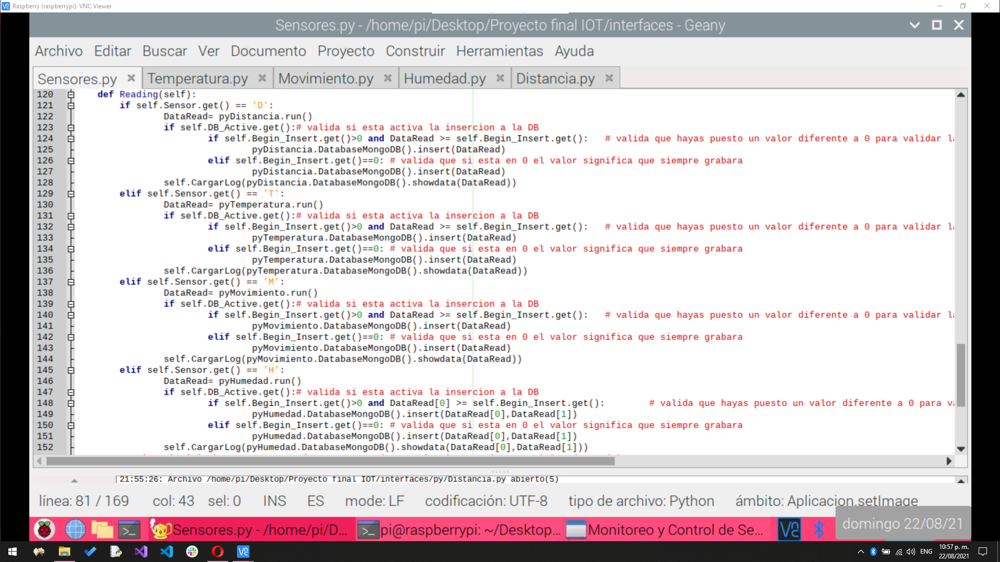 Raspberry (raspberrypi): VNC Viewer
Sensores.py - /home/pi/Desktop/Proyecto final IOT/interfaces - Geany
Archivo Editar Buscar Ver Documento Proyecto Construir Herramientas Ayuda
Sensores.py Temperatura.py Movimiento.py Humedad.py Distancia.py
120 def Reading(self):
121 if self.Sensor.get() == 'D':
122 DataRead= pyDistancia.run()
123 if self.DB_Active.get():# valida si esta activa la insercion a la DB
124 if self.Begin_Insert.get()>0 and DataRead >= self.Begin_Insert.get(): # valida que hayas puesto un valor diferente a 0 para validar
125 pyDistancia.DatabaseMongoDB().insert(DataRead)
126 elif self.Begin_Insert.get()==0: # valida que si esta en 0 el valor significa que siempre grabara
127 pyDistancia.DatabaseMongoDB().insert(DataRead)
128 self.CargarLog(pyDistancia.DatabaseMongoDB().showdata(DataRead))
129 elif self.Sensor.get() == 'T':
130 DataRead= pyTemperatura.run()
131 if self.DB_Active.get():# valida si esta activa la insercion a la DB
132 if self.Begin_Insert.get()>0 and DataRead >= self.Begin_Insert.get(): # valida que hayas puesto un valor diferente a 0 para validar
133 pyTemperatura.DatabaseMongoDB().insert(DataRead)
134 elif self.Begin_Insert.get()==0: # valida que si esta en 0 el valor significa que siempre grabara
135 pyTemperatura.DatabaseMongoDB().insert(DataRead)
136 self.CargarLog(pyTemperatura.DatabaseMongoDB().showdata(DataRead))
137 elif self.Sensor.get() == 'M':
138 DataRead= pyMovimiento.run()
139 if self.DB_Active.get():# valida si esta activa la insercion a la DB
140 if self.Begin_Insert.get()>0 and DataRead >= self.Begin_Insert.get(): # valida que hayas puesto un valor diferente a 0 para validar
141 pyMovimiento.DatabaseMongoDB().insert(DataRead)
142 elif self.Begin_Insert.get()==0: # valida que si esta en 0 el valor significa que siempre grabara
143 pyMovimiento.DatabaseMongoDB().insert(DataRead)
144 self.CargarLog(pyMovimiento.DatabaseMongoDB().showdata(DataRead))
145 elif self.Sensor.get() == 'H':
146 DataRead= pyHumedad.run()
147 if self.DB_Active.get():# valida si esta activa la insercion a la DB
148 if self.Begin_Insert.get()>0 and DataRead[0] >= self.Begin_Insert.get(): # valida que hayas puesto un valor diferente a 0 para
149 pyHumedad.DatabaseMongoDB().insert(DataRead[0],DataRead[1])
150 elif self.Begin_Insert.get()==0: # valida que si esta en 0 el valor significa que siempre grabara
151 pyHumedad.DatabaseMongoDB().insert(DataRead[0],DataRead[1])
152 self.CargarLog(pyHumedad.DatabaseMongoDB().showdata(DataRead[0],DataRead[1]))
21:55:26: Archivo /home/pi/Desktop/Proyecto final IOT/interfaces/py/Distancia.py abierto(5)
línea: 81 / 169 col: 43 sel: 0 INS ES mode: LF codificación: UTF-8 tipo de archivo: Python ámbito: Aplicacion.setImage
domingo 22/08/21
Sensores.py - /home/pi/D... pi@raspberrypi: ~/Desktop... Monitoreo y Control de Se...
ENG
10:57 p. m.
22/08/2021